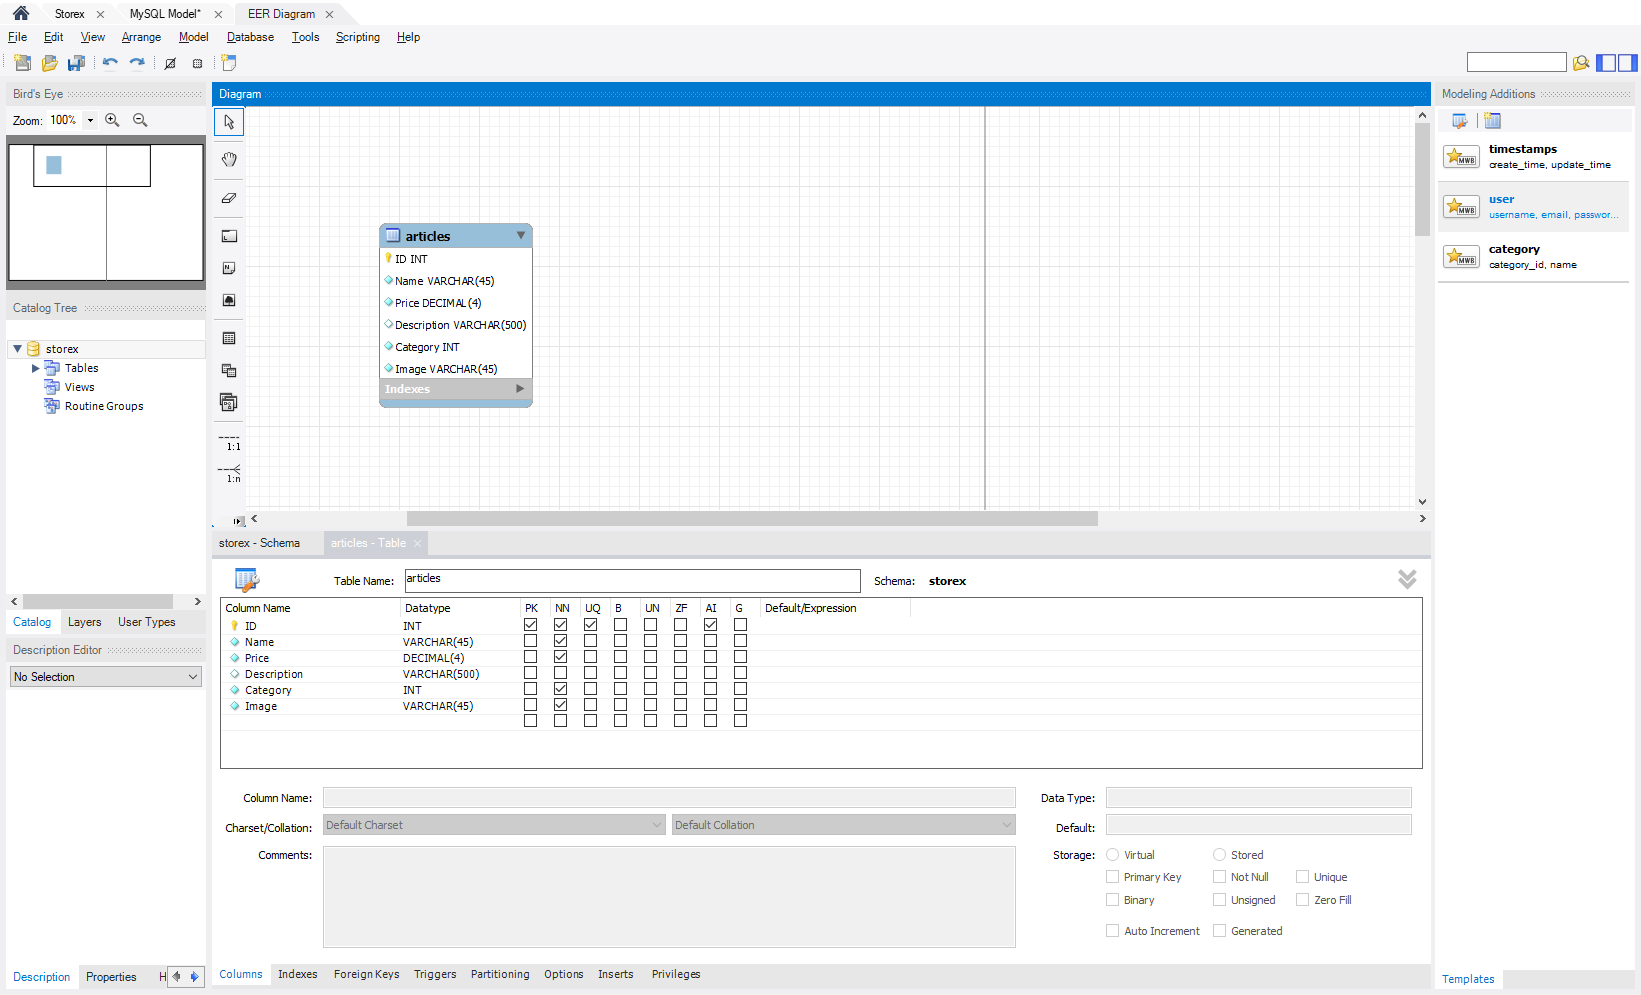 Storex
MySQL Model*
EER Diagram
File Edit View Arrange Model Database Tools Scripting Help
Bird's Eye
Zoom: 100%
Catalog Tree
storex
Tables
Views
Routine Groups
Catalog Layers User Types
Description Editor
No Selection
Description Properties H
Diagram
1:1
1:n
articles
ID INT
Name VARCHAR(45)
Price DECIMAL(4)
Description VARCHAR(500)
Category INT
Image VARCHAR(45)
Indexes
storex - Schema
articles - Table
Table Name: articles Schema: storex
Column Name Datatype PK NN UQ B UN ZF AI G Default/Expression
ID INT
Name VARCHAR(45)
Price DECIMAL(4)
Description VARCHAR(500)
Category INT
Image VARCHAR(45)
Column Name: Data Type:
Charset/Collation: Default Charset Default Collation Default:
Comments: Storage: Virtual Stored
Primary Key Not Null Unique
Binary Unsigned Zero Fill
Auto Increment Generated
Columns Indexes Foreign Keys Triggers Partitioning Options Inserts Privileges
Modeling Additions
MWB
timestamps
create_time, update_time
MWB
user
username, email, passwor...
MWB
category
category_id, name
Templates